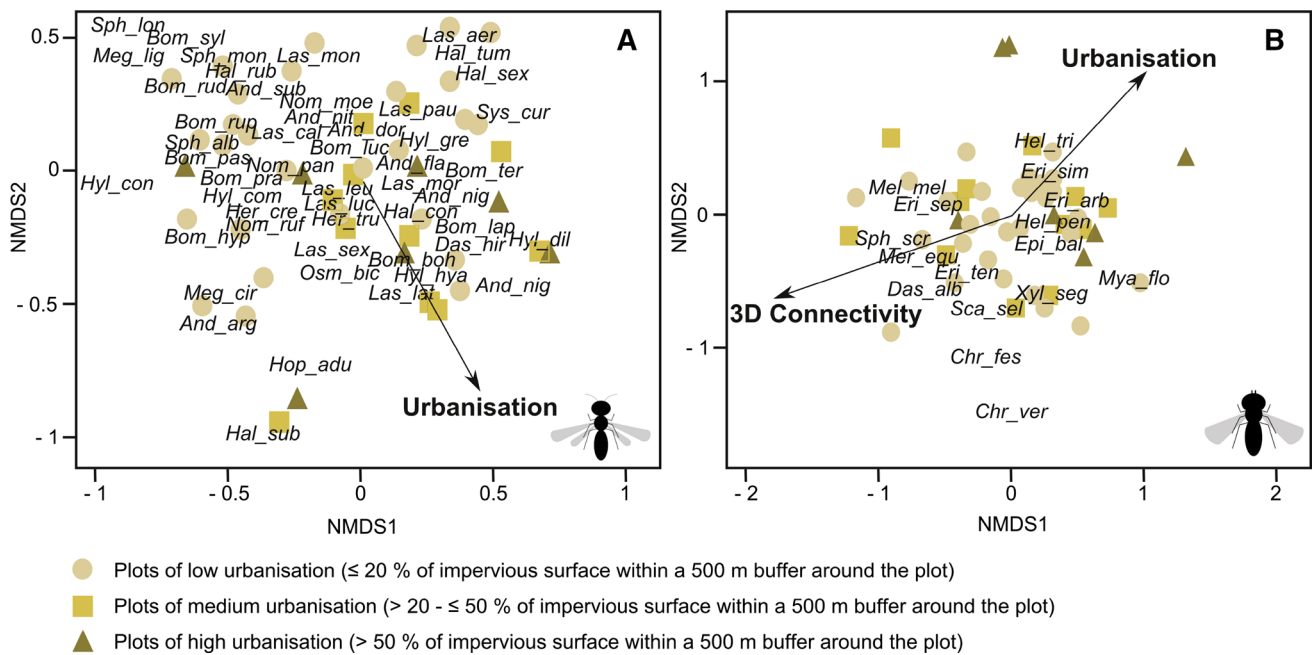 A
Sph_lon
Bom_syl
Las_aer
Meg_lig
Sph_mon
Las_mon
Hal_tum
Hal_rub
Hal_sex
Bom_rud
And_sub
Nom_moe
Las_pau
Sys_cur
And_nit
Bom_rup
Las_cal
And_dor
Sph_alb
Bom_luc
Hyl_gre
Bom_pas
Nom_pan
And_fla
Bom_ter
Hyl_con
Bom_pra
Las_leu
Las_mor
Hyl_com
Las_luc
And_nig
Her_cre
Her_tru
Hal_con
Nom_ruf
Bom_lap
Bom_hyp
Das_hir
Hyl_dil
Las_sex
Bom_boh
Osm_bic
Hyl_hya
And_nig
Meg_cir
Las_lat
And_arg
Hop_adu
Urbanisation
Hal_sub
0.5
0
- 0.5
- 1
NMDS2
- 1
- 0.5
0
0.5
1
NMDS1
B
Urbanisation
Hel_tri
Eri_sim
Mel_mel
Eri_sep
Eri_arb
Hel_pen
Sph_scr
Epi_bal
Mer_equ
Eri_ten
Mya_flo
Das_alb
Xyl_seg
3D Connectivity
Sca_sel
Chr_fes
Chr_ver
1
0
- 1
NMDS2
- 2
- 1
0
1
2
NMDS1
Plots of low urbanisation (≤ 20 % of impervious surface within a 500 m buffer around the plot)
Plots of medium urbanisation (> 20 - ≤ 50 % of impervious surface within a 500 m buffer around the plot)
Plots of high urbanisation (> 50 % of impervious surface within a 500 m buffer around the plot)